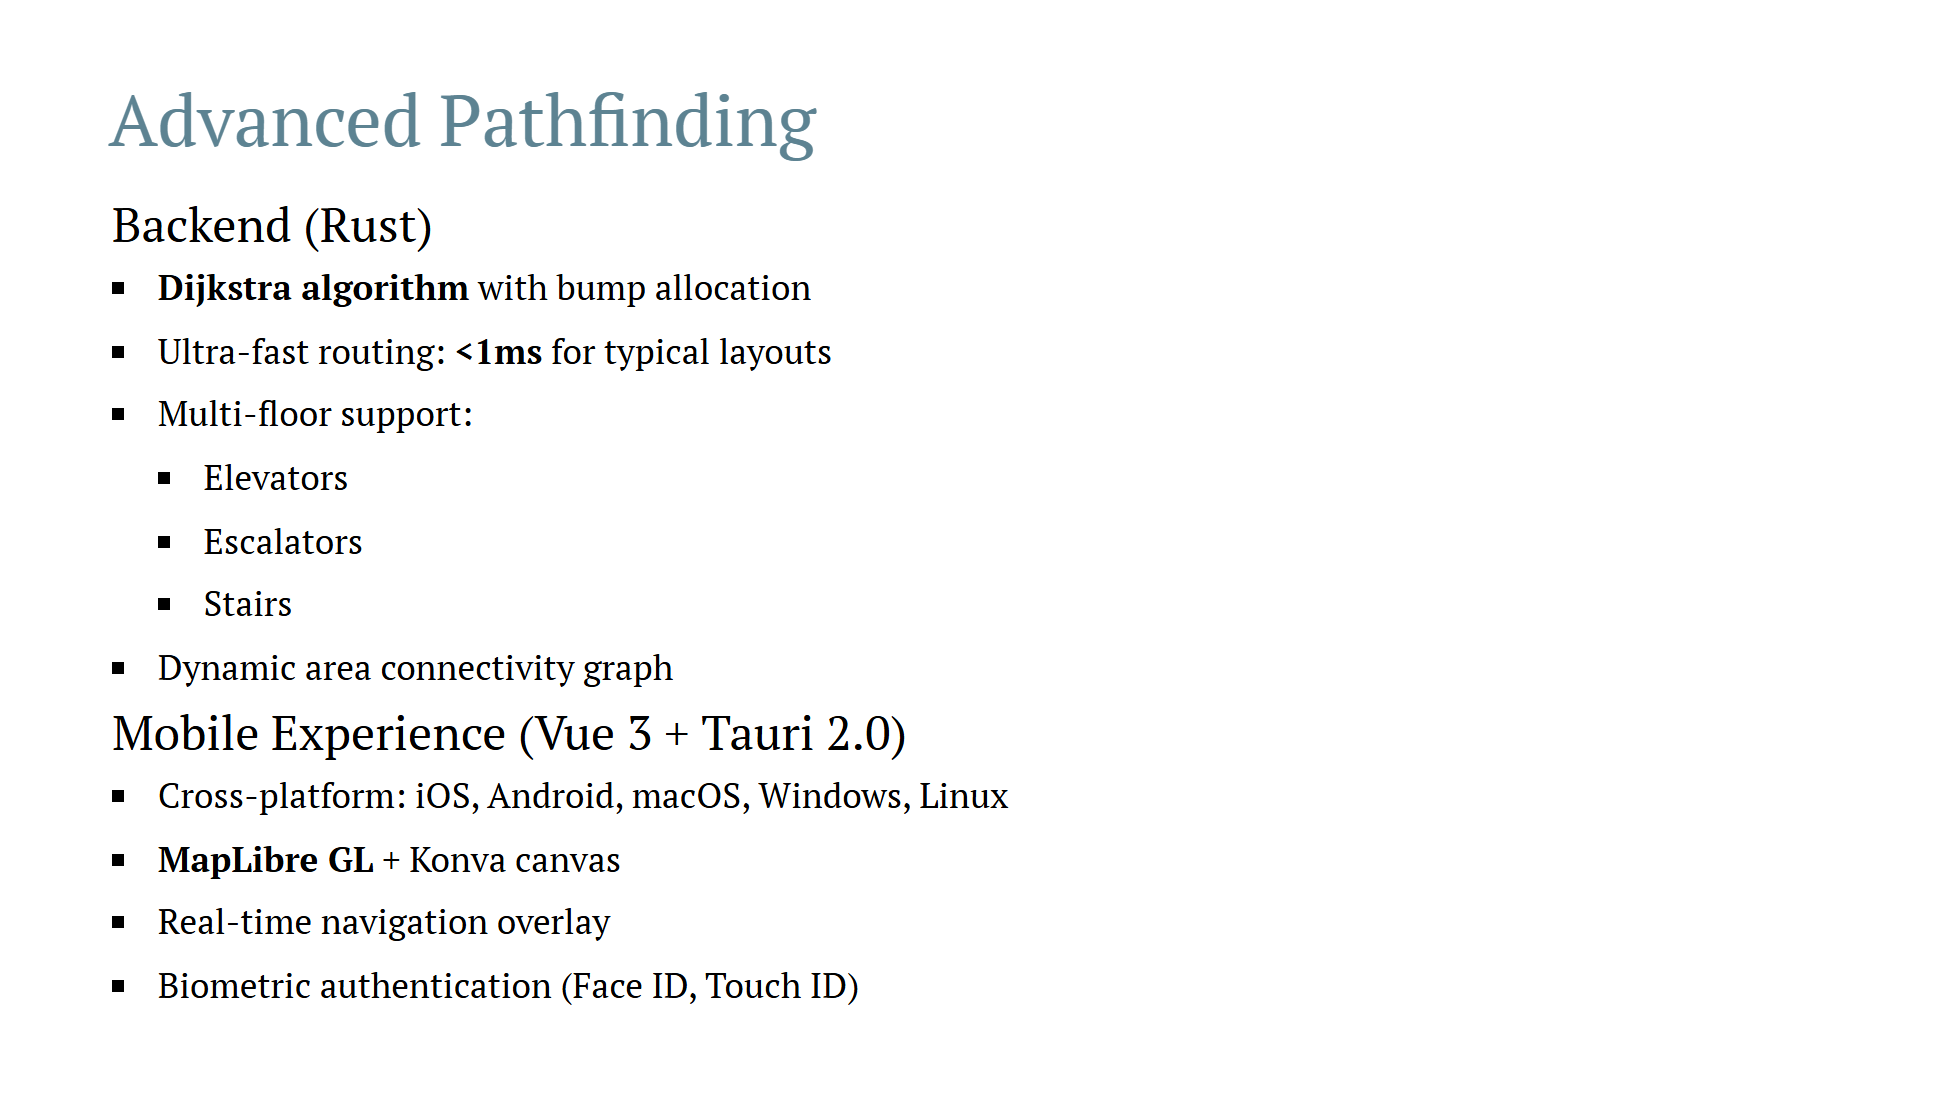 Advanced Pathfinding
Backend (Rust)
▪ Dijkstra algorithm with bump allocation
▪ Ultra-fast routing: <1ms for typical layouts
▪ Multi-floor support:
▪ Elevators
▪ Escalators
▪ Stairs
▪ Dynamic area connectivity graph
Mobile Experience (Vue 3 + Tauri 2.0)
▪ Cross-platform: iOS, Android, macOS, Windows, Linux
▪ MapLibre GL + Konva canvas
▪ Real-time navigation overlay
▪ Biometric authentication (Face ID, Touch ID)